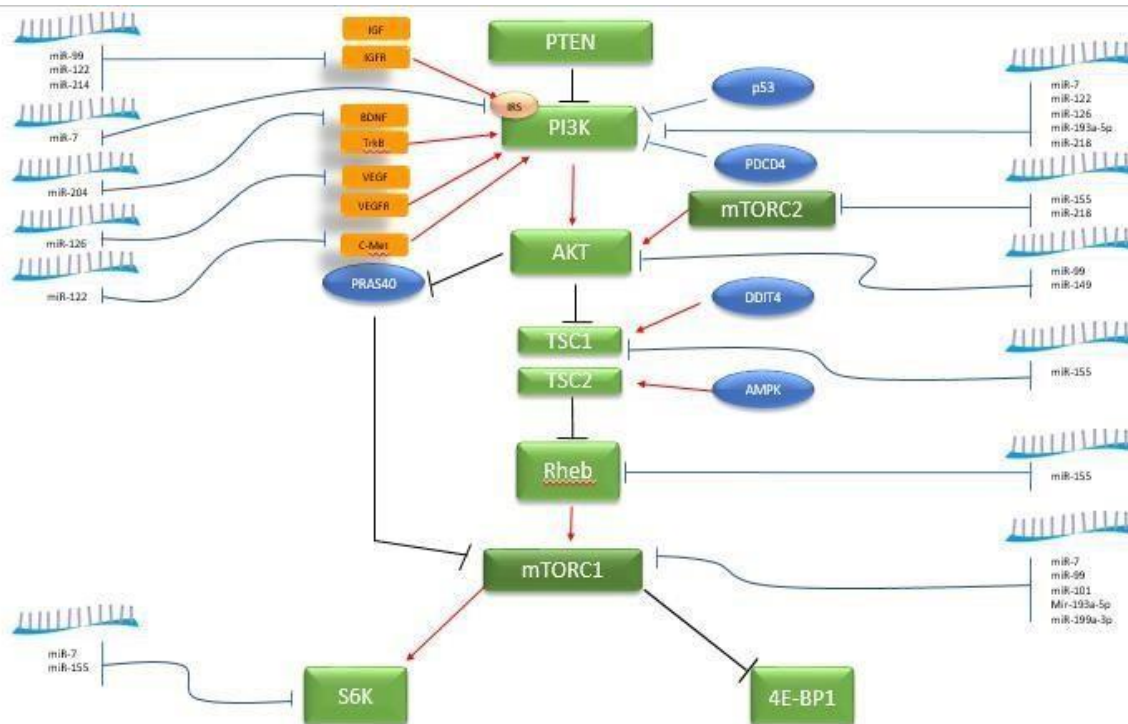 miR-99
miR-122
miR-214
miR-7
miR-204
miR-126
miR-122
IGF
IGFR
BDNF
TrkB
VEGF
VEGFR
C-Met
PRAS40
PTEN
IRS
PI3K
p53
PDCD4
mTORC2
AKT
DDIT4
TSC1
TSC2
AMPK
Rheb
mTORC1
S6K
4E-BP1
miR-7
miR-122
miR-126
miR-193a-5p
miR-218
miR-155
miR-218
miR-99
miR-149
miR-155
miR-155
miR-7
miR-99
miR-101
Mir-193a-5p
miR-199a-3p
miR-7
miR-155